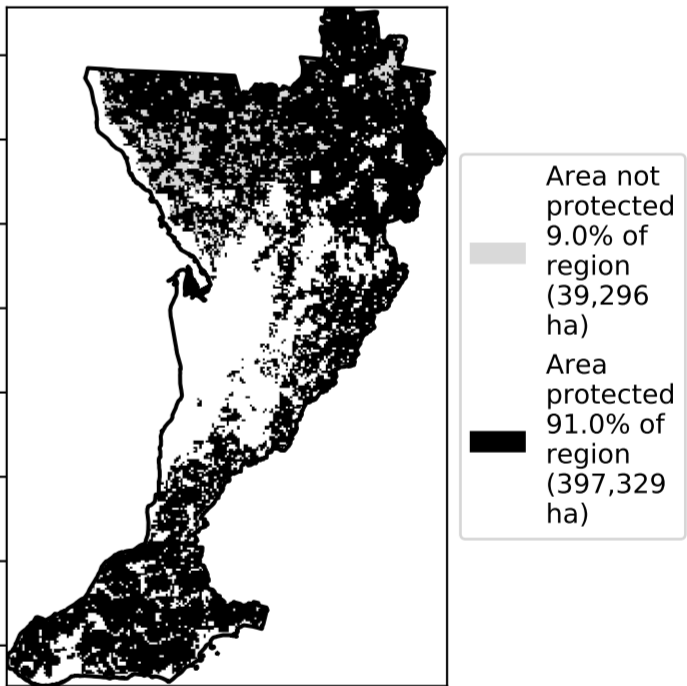 Area not
protected
9.0% of
region
(39,296
ha)
Area
protected
91.0% of
region
(397,329
ha)